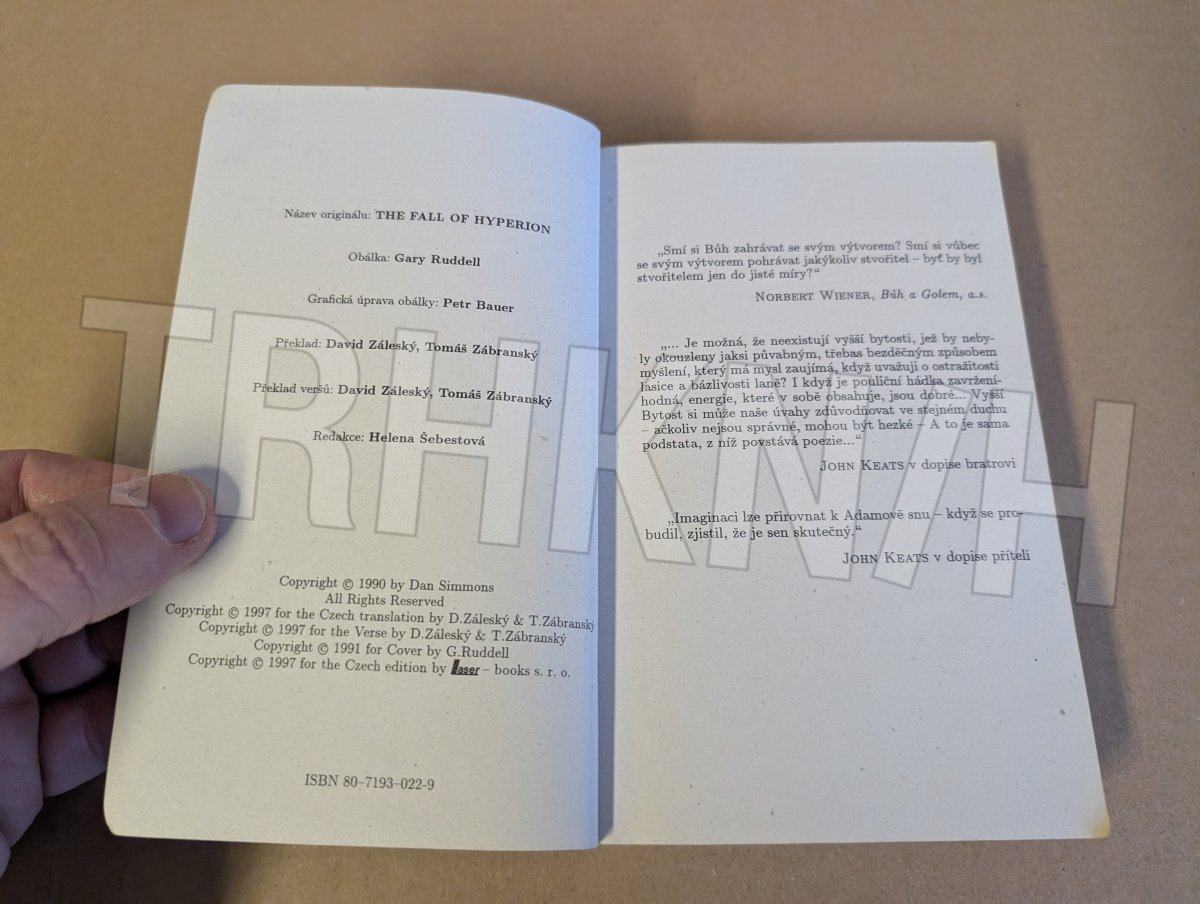 Název originálu: THE FALL OF HYPERION
Obálka: Gary Ruddell
Grafická úprava obálky: Petr Bauer
Překlad: David Záleský, Tomáš Zábranský
Překlad veršů: David Záleský, Tomáš Zábranský
Redakce: Helena Šebestová
Copyright © 1990 by Dan Simmons
All Rights Reserved
Copyright © 1997 for the Czech translation by D.Záleský & T.Zábranský
Copyright © 1997 for the Verse by D.Záleský & T.Zábranský
Copyright © 1991 for Cover by G.Ruddell
Copyright © 1997 for the Czech edition by Laser – books s. r. o.
ISBN 80–7193–022-9
„Smí si Bůh zahrávat se svým výtvorem? Smí si vůbec
se svým výtvorem pohrávat jakýkoliv stvořitel – byť by byl
stvořitelem jen do jisté míry?“
NORBERT WIENER, Bůh a Golem, a.s.
„... Je možná, že neexistují vyšší bytosti, jež by neby-
ly okouzleny jaksi půvabným, třebas bezděčným způsobem
myšlení, který má mysl zaujímá, když uvažuji o ostražitosti
lasice a bázlivosti laně? I když je pouliční hádka zavržení-
hodná, energie, které v sobě obsahuje, jsou dobré... Vyšší
Bytost si může naše úvahy zdůvodňovat ve stejném duchu
– ačkoliv nejsou správné, mohou být hezké – A to je sama
podstata, z níž povstává poezie...“
JOHN KEATS v dopise bratrovi
„Imaginaci lze přirovnat k Adamově snu – když se pro-
budil, zjistil, že je sen skutečný.“
JOHN KEATS v dopise příteli
TRHKNIH